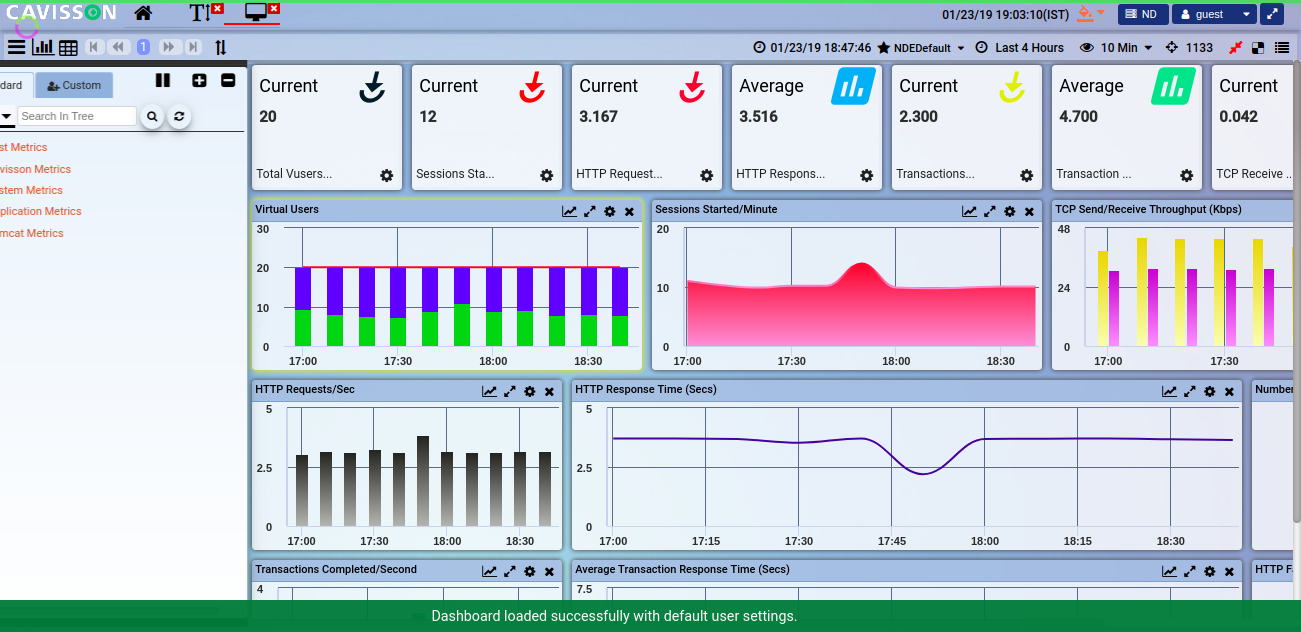 CAVISSON
T
01/23/19 19:03:10(IST)
ND
guest
1
01/23/19 18:47:46
NDEDefault
Last 4 Hours
10 Min
1133
dard
Custom
Search In Tree
st Metrics
visson Metrics
stem Metrics
plication Metrics
mcat Metrics
Current
20
Total Vusers...
Current
12
Sessions Sta...
Current
3.167
HTTP Request...
Average
3.516
HTTP Respons...
Current
2.300
Transactions...
Average
4.700
Transaction ...
Current
0.042
TCP Receive ..
Virtual Users
30
20
10
0
17:00 17:30 18:00 18:30
Sessions Started/Minute
20
10
0
17:00 17:30 18:00 18:30
TCP Send/Receive Throughput (Kbps)
48
24
0
17:00 17:30
HTTP Requests/Sec
5
2.5
0
17:00 17:30 18:00 18:30
HTTP Response Time (Secs)
5
2.5
0
17:00 17:15 17:30 17:45 18:00 18:15 18:30
Number
Transactions Completed/Second
4
Average Transaction Response Time (Secs)
7.5
HTTP F
Dashboard loaded successfully with default user settings.